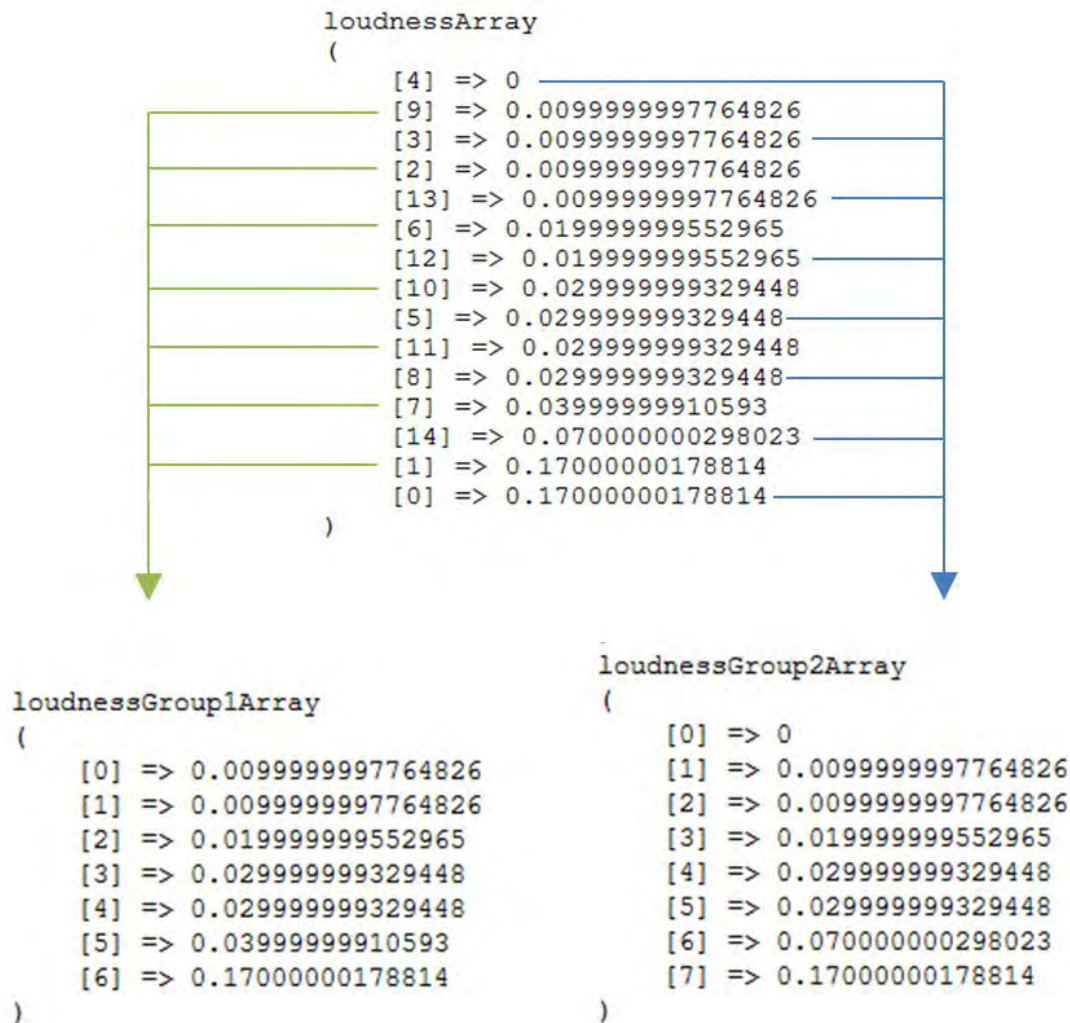 loudnessArray
(
[4] => 0
[9] => 0.0099999997764826
[3] => 0.0099999997764826
[2] => 0.0099999997764826
[13] => 0.0099999997764826
[6] => 0.019999999552965
[12] => 0.019999999552965
[10] => 0.029999999329448
[5] => 0.029999999329448
[11] => 0.029999999329448
[8] => 0.029999999329448
[7] => 0.03999999910593
[14] => 0.070000000298023
[1] => 0.17000000178814
[0] => 0.17000000178814
)
loudnessGroup1Array
(
[0] => 0.0099999997764826
[1] => 0.0099999997764826
[2] => 0.019999999552965
[3] => 0.029999999329448
[4] => 0.029999999329448
[5] => 0.03999999910593
[6] => 0.17000000178814
)
loudnessGroup2Array
(
[0] => 0
[1] => 0.0099999997764826
[2] => 0.0099999997764826
[3] => 0.019999999552965
[4] => 0.029999999329448
[5] => 0.029999999329448
[6] => 0.070000000298023
[7] => 0.17000000178814
)